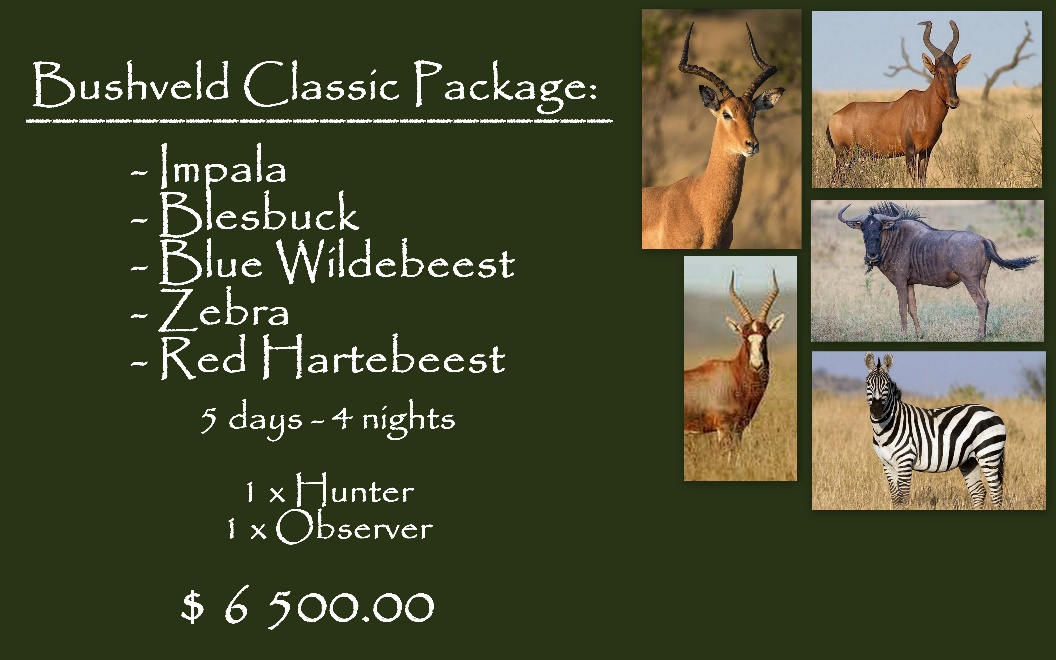 Bushveld Classic Package:
- Impala
- Blesbuck
- Blue Wildebeest
- Zebra
- Red Hartebeest
5 days - 4 nights
1 x Hunter
1 x Observer
$ 6 500.00